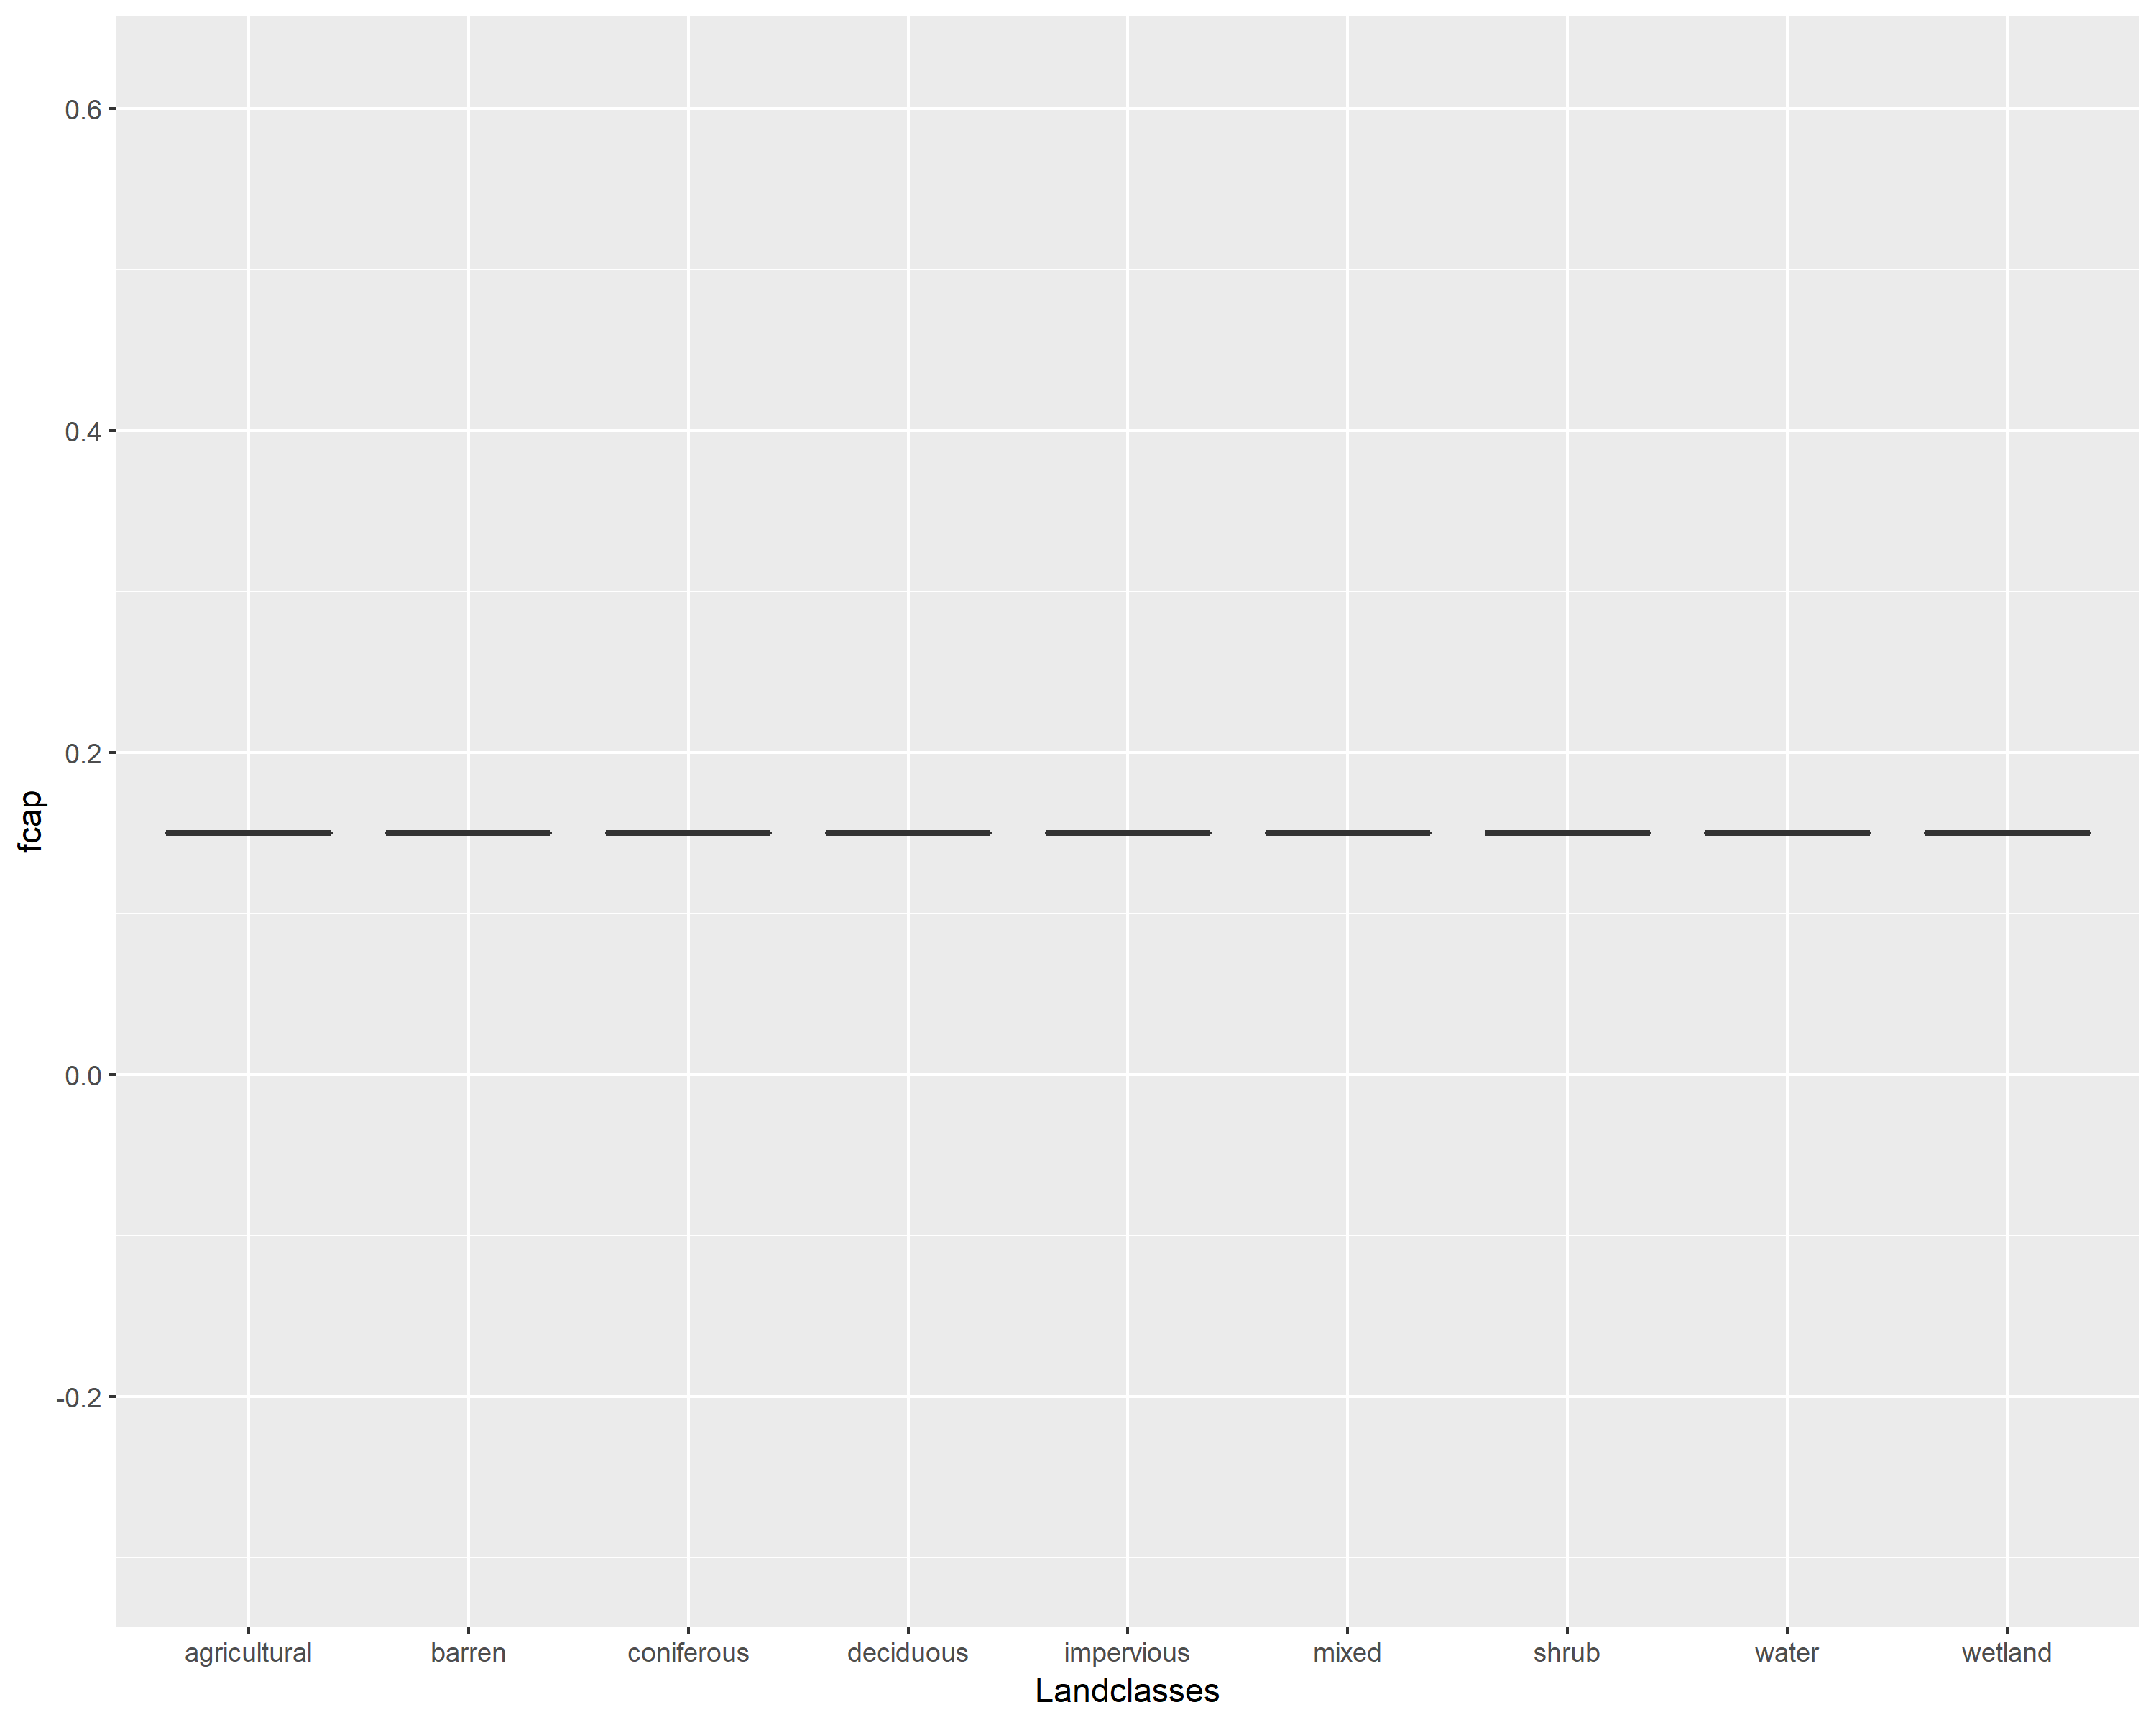 0.6
0.4
0.2
0.0
-0.2
fcap
agricultural barren coniferous deciduous impervious mixed shrub water wetland
Landclasses